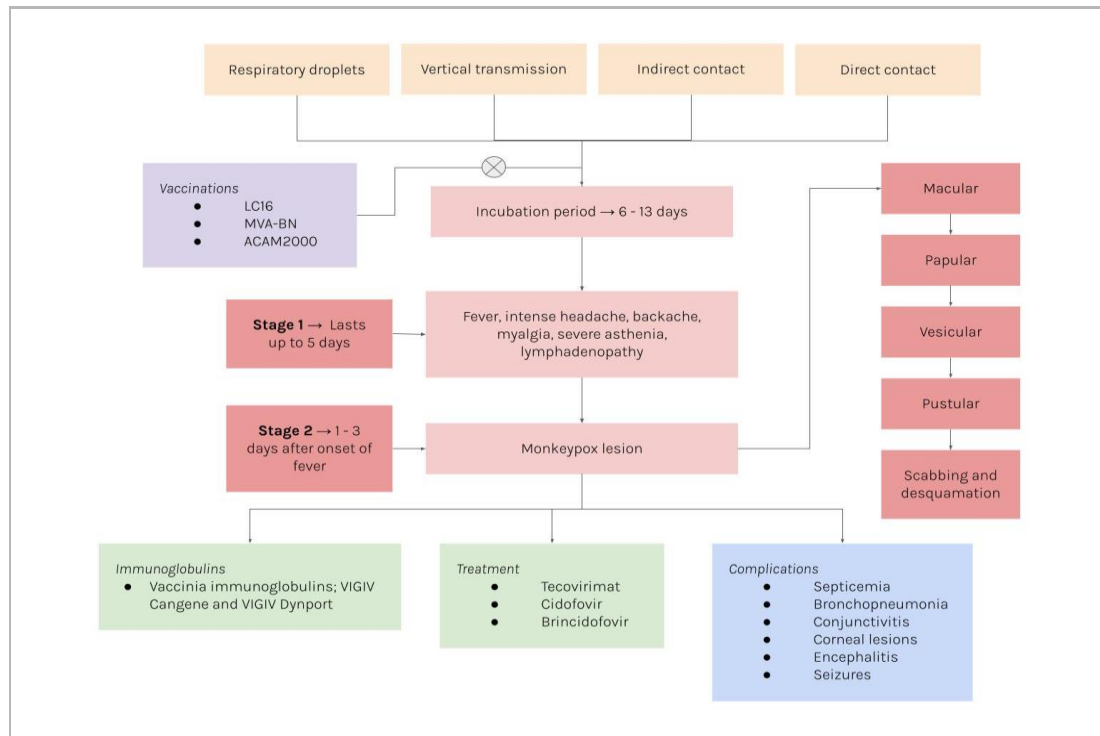 Respiratory droplets
Vertical transmission
Indirect contact
Direct contact
Vaccinations
● LC16
● MVA-BN
● ACAM2000
Incubation period → 6 - 13 days
Stage 1 → Lasts
up to 5 days
Fever, intense headache, backache,
myalgia, severe asthenia,
lymphadenopathy
Stage 2 → 1 - 3
days after onset of
fever
Monkeypox lesion
Macular
Papular
Vesicular
Pustular
Scabbing and
desquamation
Immunoglobulins
● Vaccinia immunoglobulins; VIGIV
Cangene and VIGIV Dynport
Treatment
● Tecovirimat
● Cidofovir
● Brincidofovir
Complications
● Septicemia
● Bronchopneumonia
● Conjunctivitis
● Corneal lesions
● Encephalitis
● Seizures